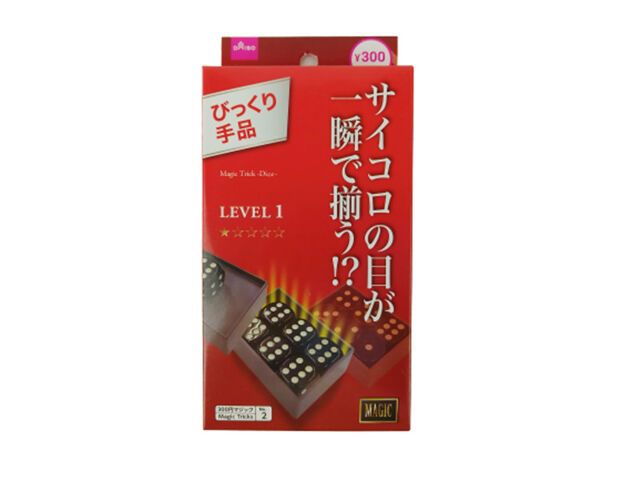 DAISO
¥300
びっくり
手品
サイコロの目が
一瞬で揃う!?
Magic Trick -Dice-
LEVEL 1
★☆☆☆☆
300円マジック
Magic Tricks
No.
2
MAGIC